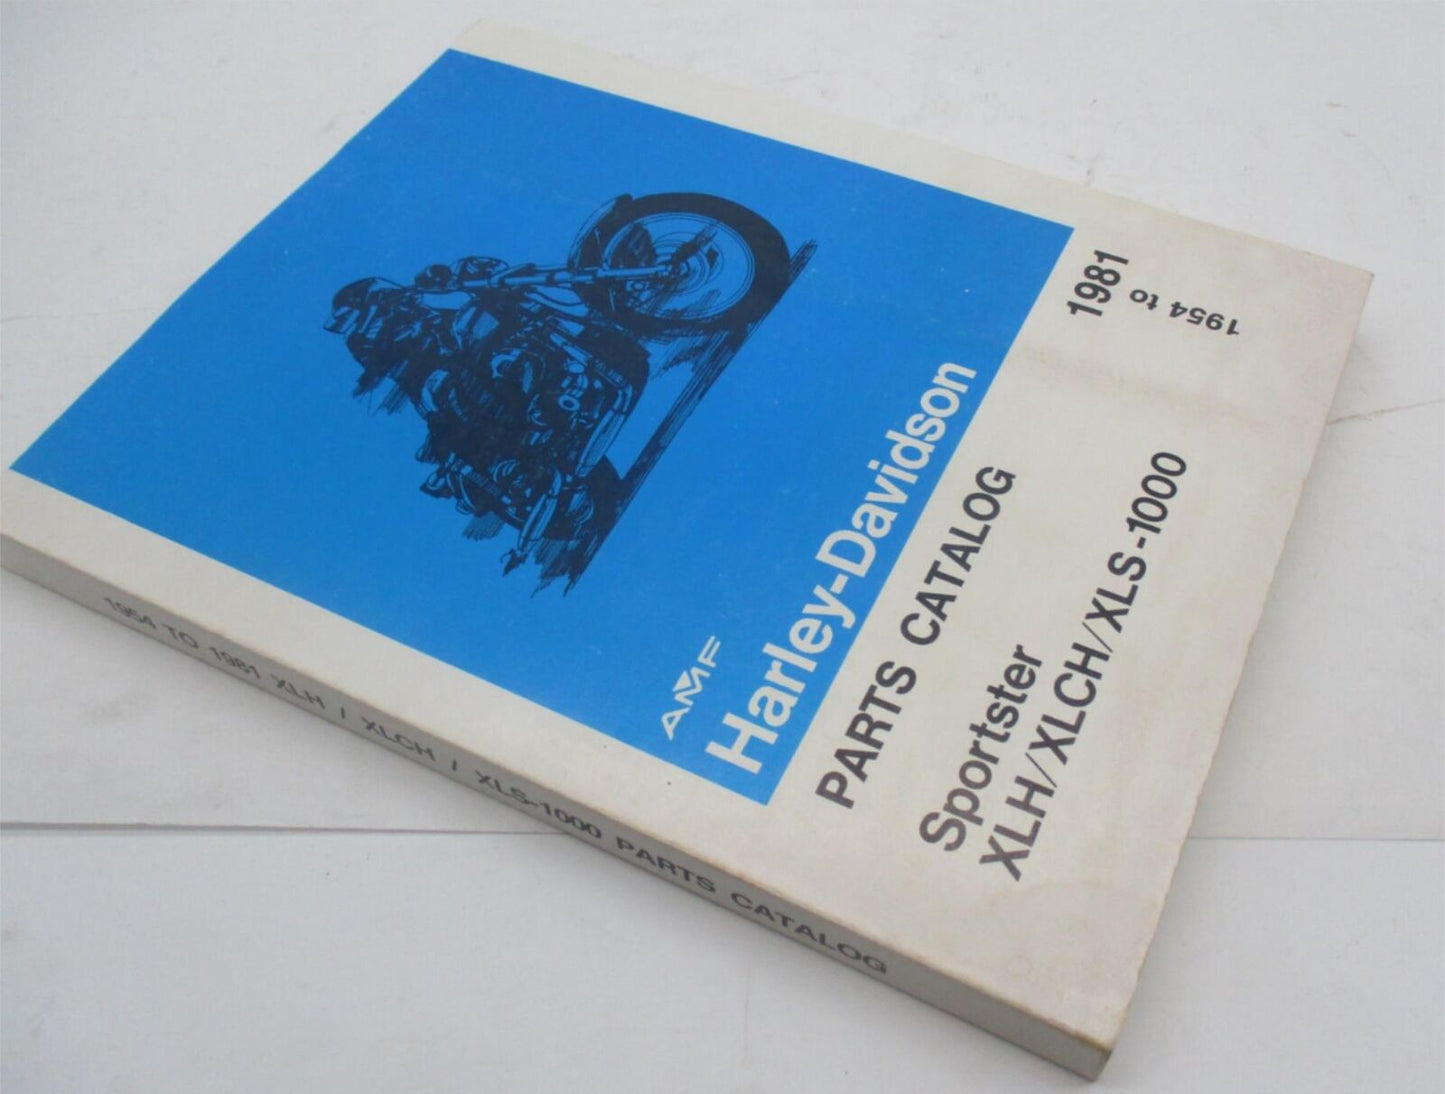 AMF
Harley-Davidson
PARTS CATALOG
1981
1954 to
Sportster
XLH/XLCH/XLS-1000
1954 TO 1981 XLH / XLCH / XLS-1000 PARTS CATALOG